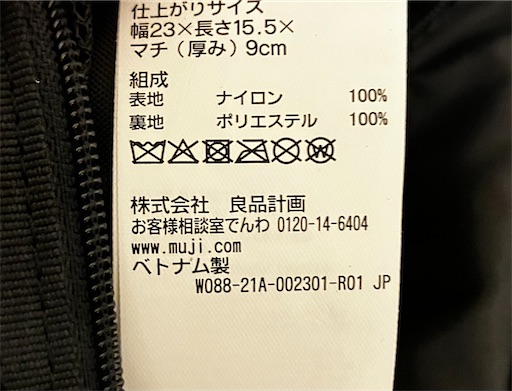 仕上がりサイズ
幅23×長さ15.5×
マチ（厚み）9cm
組成
表地 ナイロン 100%
裏地 ポリエステル 100%
株式会社 良品計画
お客様相談室でんわ 0120-14-6404
www.muji.com
ベトナム製
W088-21A-002301-R01 JP